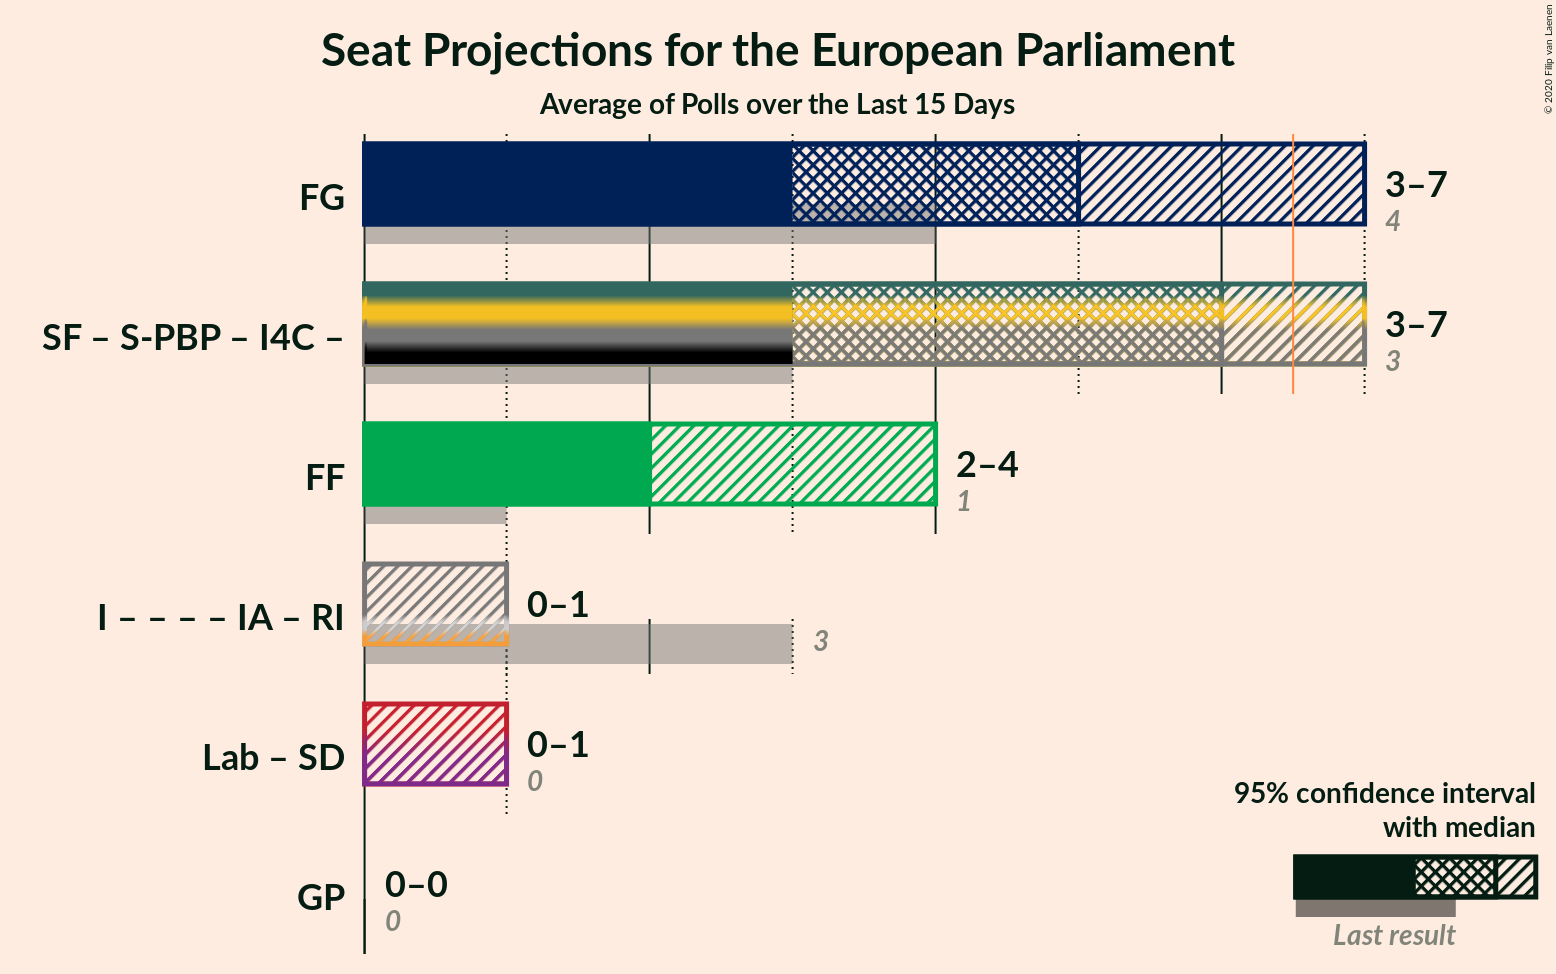 Seat Projections for the European Parliament
Average of Polls over the Last 15 Days
© 2020 Filip van Laenen
FG
3–7
4
SF – S-PBP – I4C –
3–7
3
FF
2–4
1
I – – – – IA – RI
0–1
3
Lab – SD
0–1
0
GP
0–0
0
95% confidence interval
with median
Last result